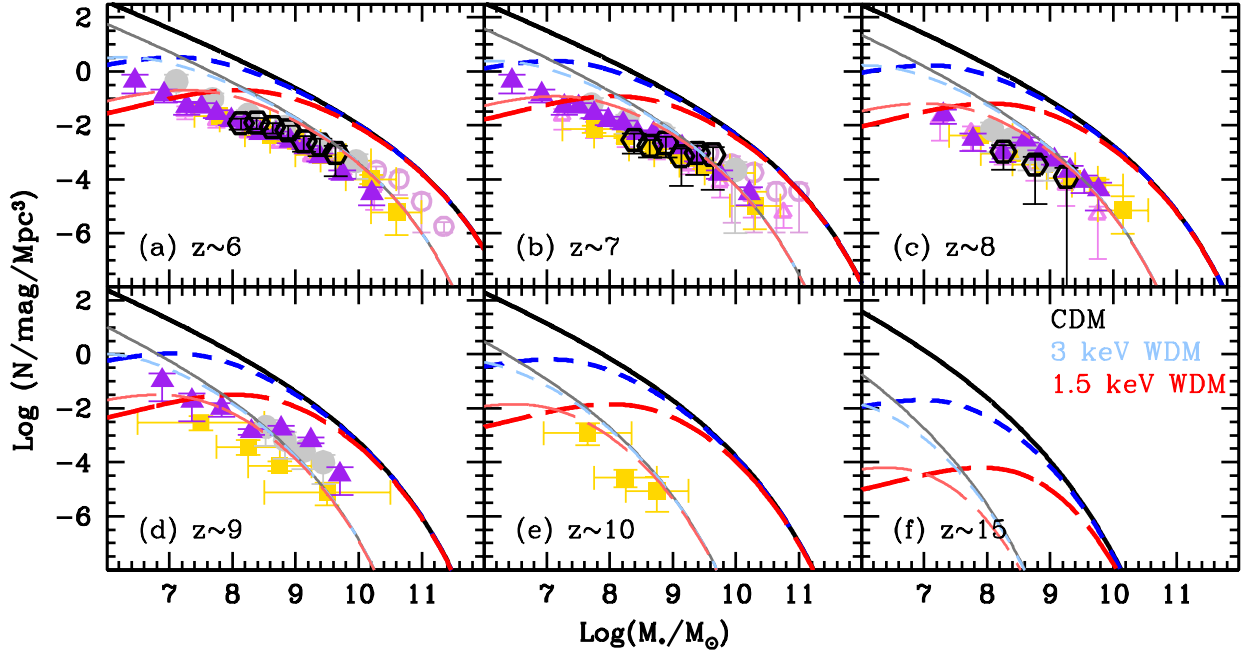 2
0
-2
-4
-6
(a) z~6
(b) z~7
(c) z~8
Log (N/mag/Mpc³)
2
0
-2
-4
-6
CDM
3 keV WDM
1.5 keV WDM
(d) z~9
(e) z~10
(f) z~15
7 8 9 10 11 7 8 9 10 11 7 8 9 10 11
Log(M⋆/M⊙)